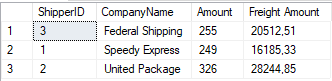 ShipperID CompanyName Amount Freight Amount
1 3 Federal Shipping 255 20512,51
2 1 Speedy Express 249 16185,33
3 2 United Package 326 28244,85